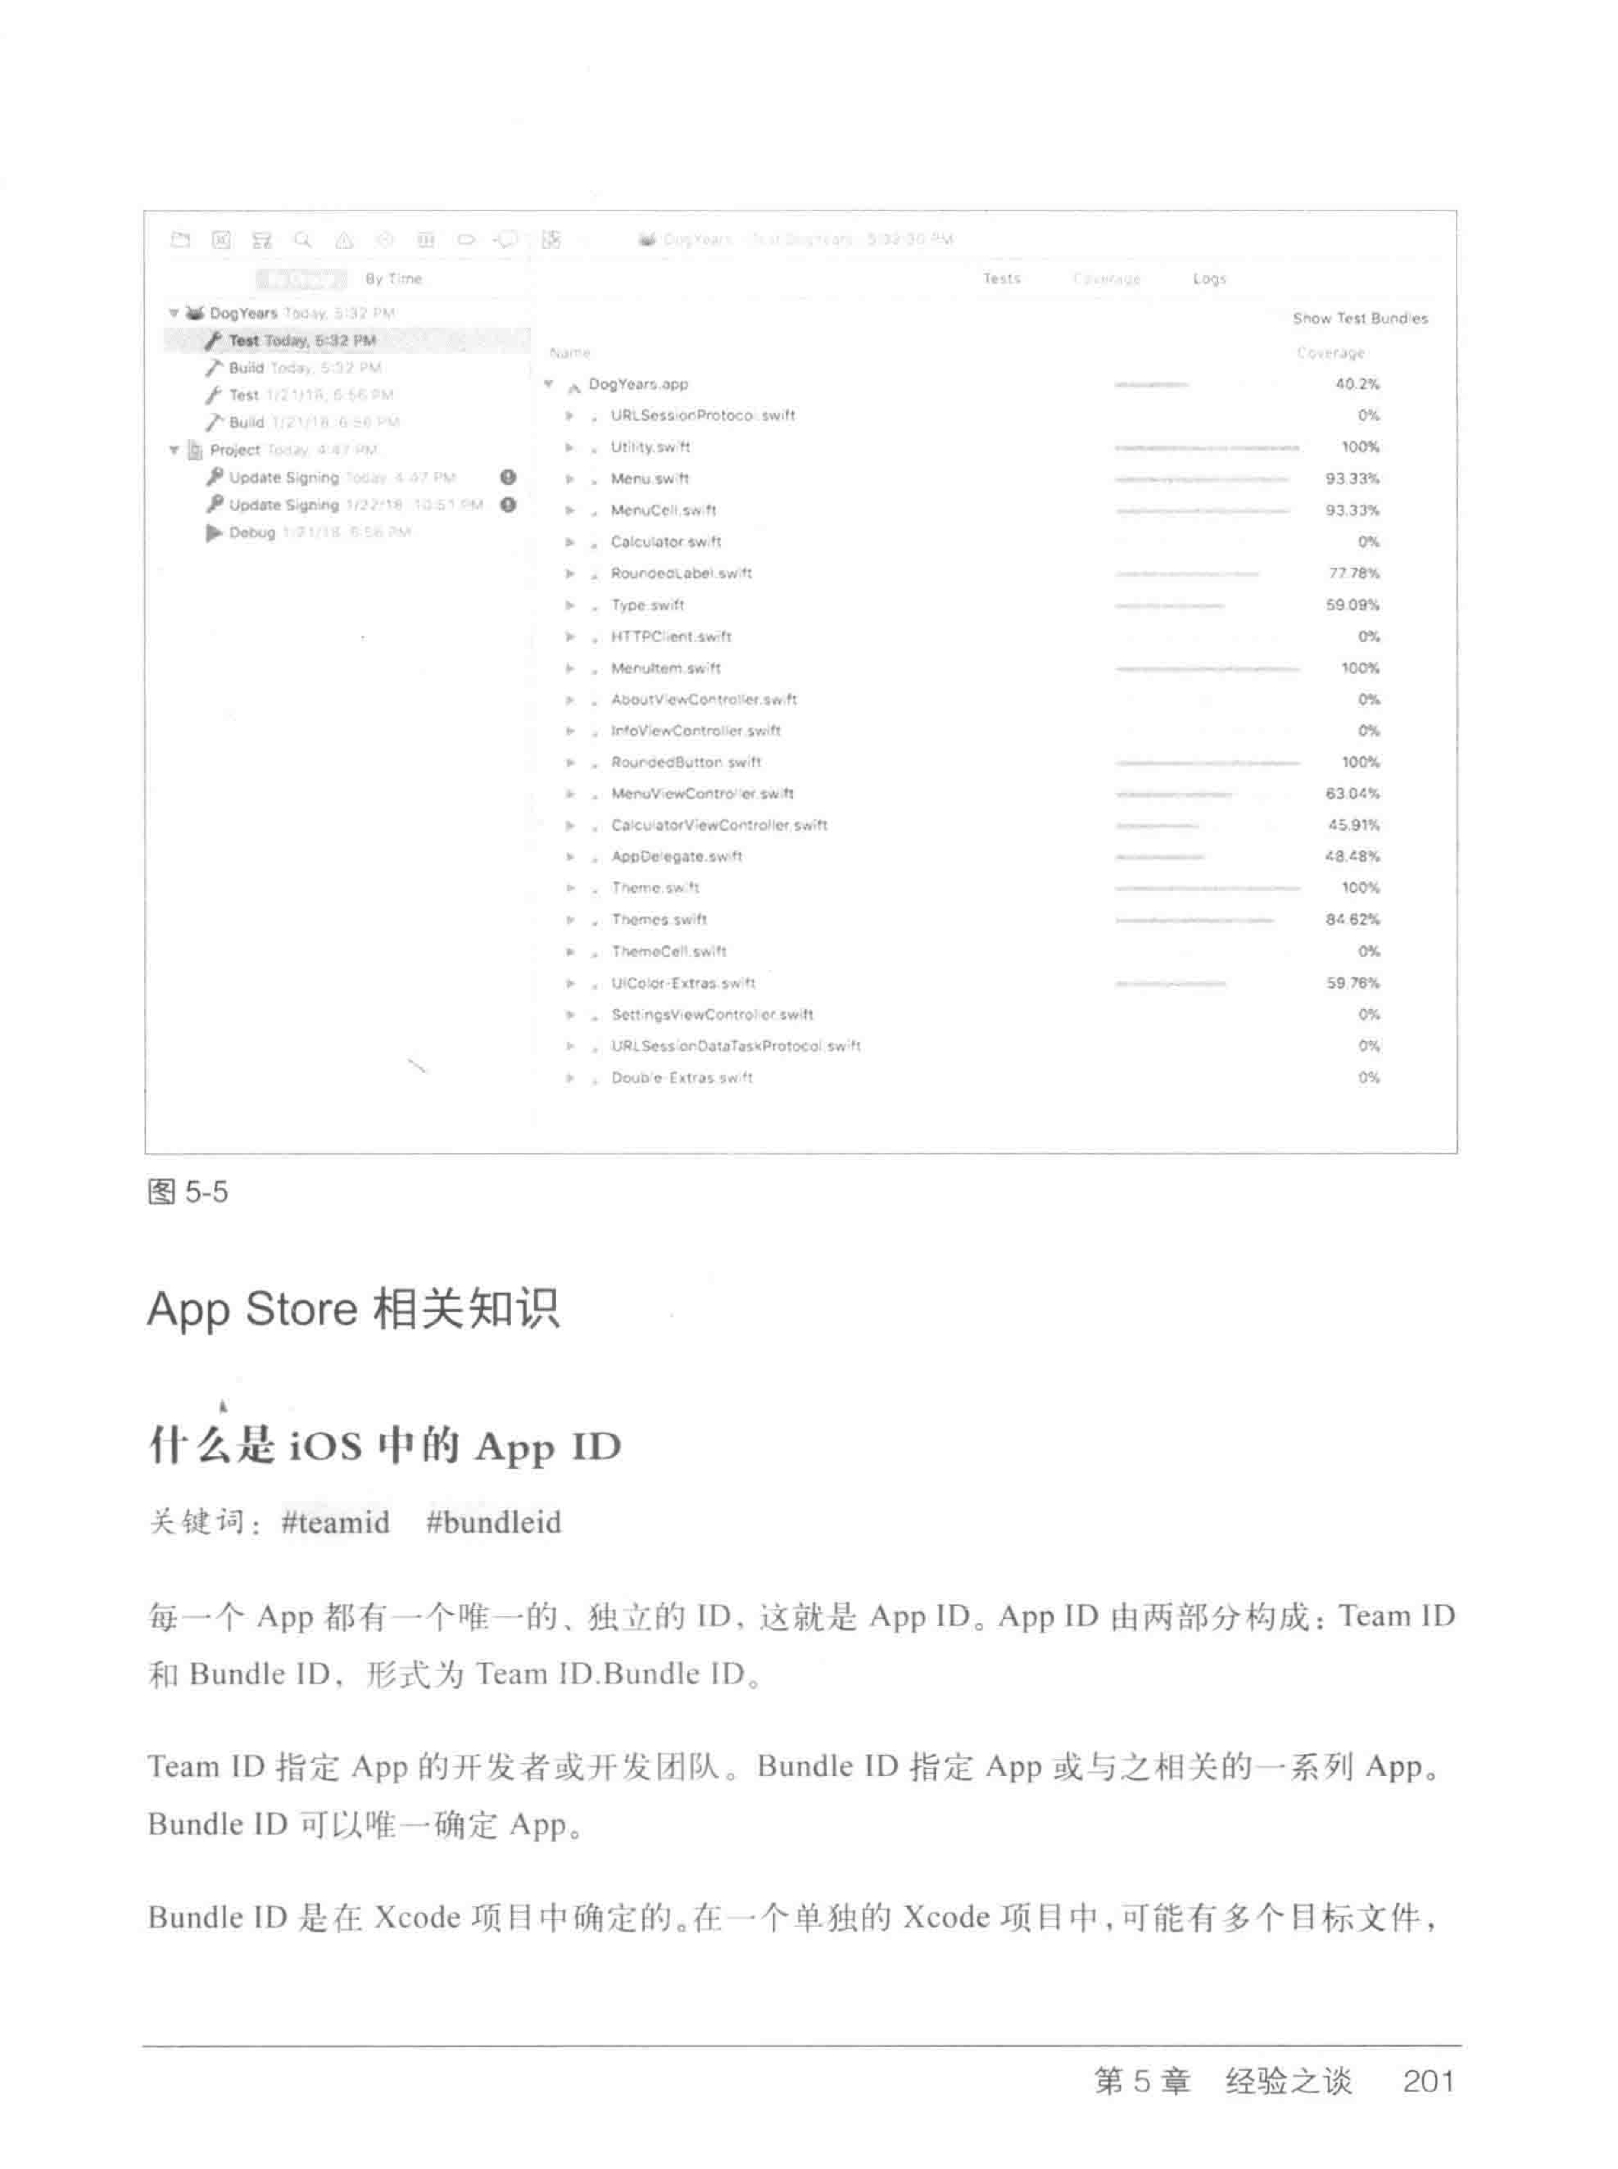 DogYears Test DogYears 5:32:30 PM
By Time
Tests Coverage Logs
DogYears Today, 5:32 PM
Test Today, 5:32 PM
Build Today, 5:32 PM
Test 1/21/18, 6:56 PM
Build 1/21/18, 6:56 PM
Project Today, 4:47 PM
Update Signing Today, 4:47 PM
Update Signing 1/22/18, 10:51 PM
Debug 1/21/18, 6:56 PM
Show Test Bundles
Name Coverage
DogYears.app 40.2%
URLSessionProtocol.swift 0%
Utility.swift 100%
Menu.swift 93.33%
MenuCell.swift 93.33%
Calculator.swift 0%
RoundedLabel.swift 77.78%
Type.swift 59.09%
HTTPClient.swift 0%
MenuItem.swift 100%
AboutViewController.swift 0%
InfoViewController.swift 0%
RoundedButton.swift 100%
MenuViewController.swift 63.04%
CalculatorViewController.swift 45.91%
AppDelegate.swift 48.48%
Theme.swift 100%
Themes.swift 84.62%
ThemeCell.swift 0%
UIColor-Extras.swift 59.76%
SettingsViewController.swift 0%
URLSessionDataTaskProtocol.swift 0%
Double-Extras.swift 0%
图 5-5
App Store 相关知识
什么是 iOS 中的 App ID
关键词：#teamid #bundleid
每一个 App 都有一个唯一的、独立的 ID，这就是 App ID。App ID 由两部分构成：Team ID
和 Bundle ID，形式为 Team ID.Bundle ID。
Team ID 指定 App 的开发者或开发团队。Bundle ID 指定 App 或与之相关的一系列 App。
Bundle ID 可以唯一确定 App。
Bundle ID 是在 Xcode 项目中确定的。在一个单独的 Xcode 项目中，可能有多个目标文件，
第 5 章 经验之谈 201